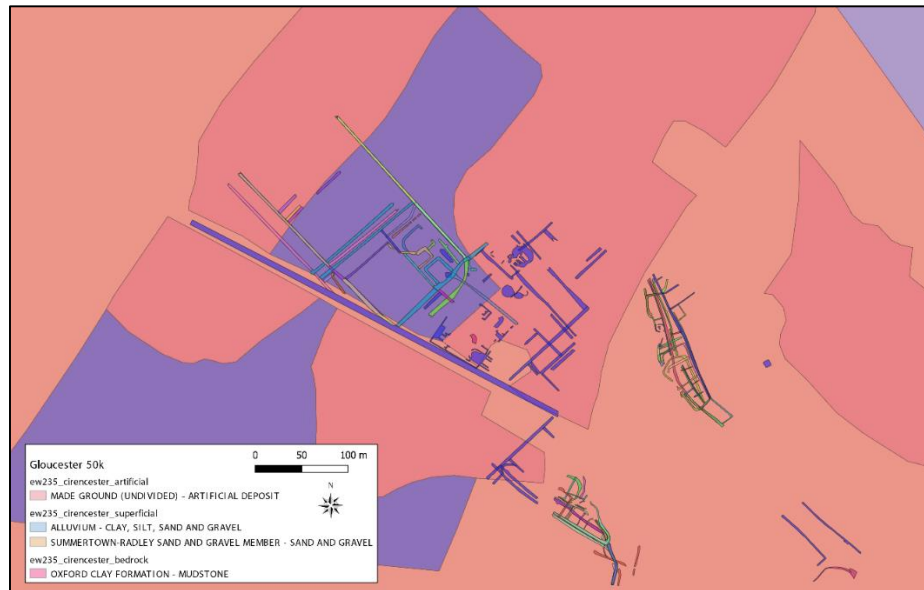 Gloucester 50k
0 50 100 m
N
ew235_cirencester_artificial
MADE GROUND (UNDIVIDED) - ARTIFICIAL DEPOSIT
ew235_cirencester_superficial
ALLUVIUM - CLAY, SILT, SAND AND GRAVEL
SUMMERTOWN-RADLEY SAND AND GRAVEL MEMBER - SAND AND GRAVEL
ew235_cirencester_bedrock
OXFORD CLAY FORMATION - MUDSTONE